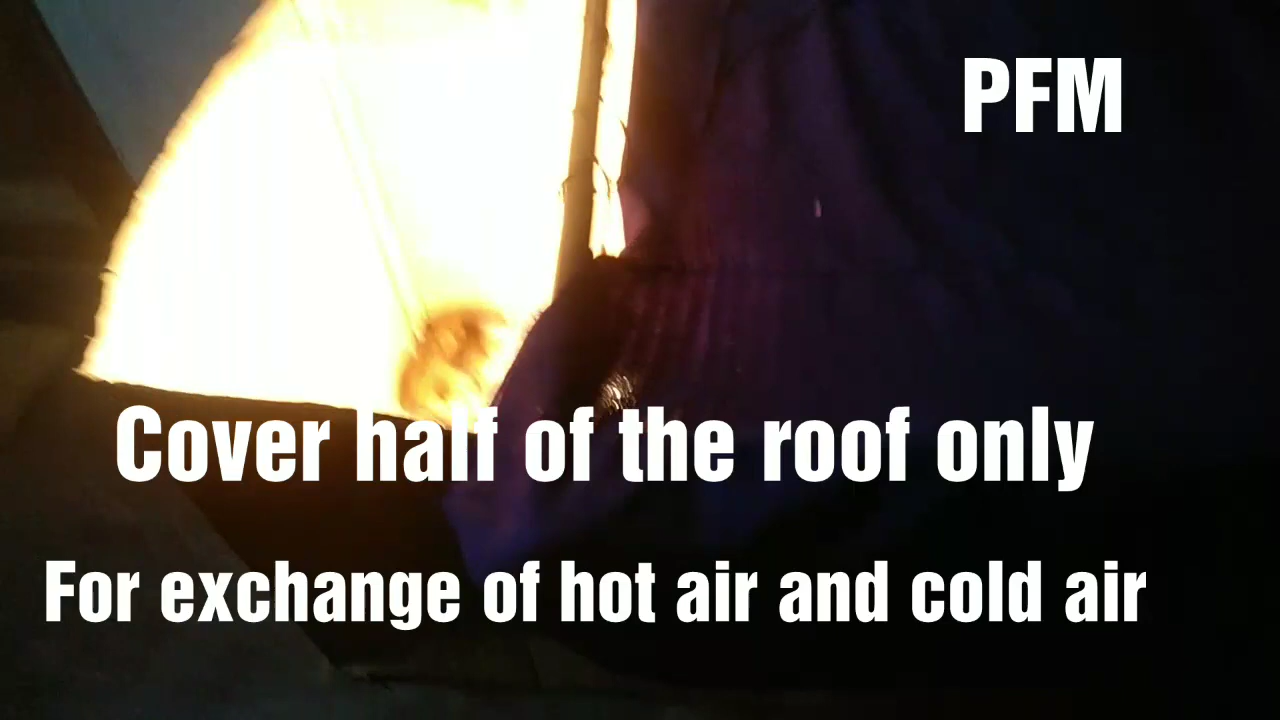 PFM
Cover half of the roof only
For exchange of hot air and cold air